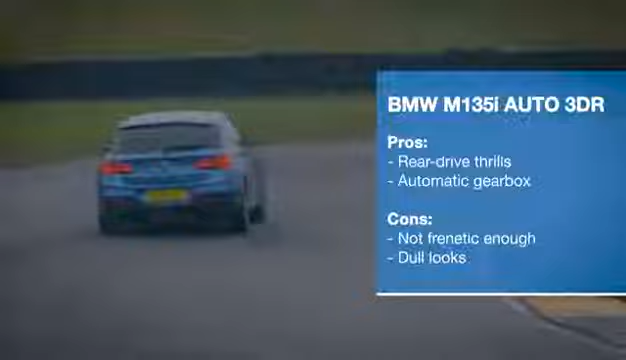 BMW M135i AUTO 3DR
Pros:
- Rear-drive thrills
- Automatic gearbox
Cons:
- Not frenetic enough
- Dull looks